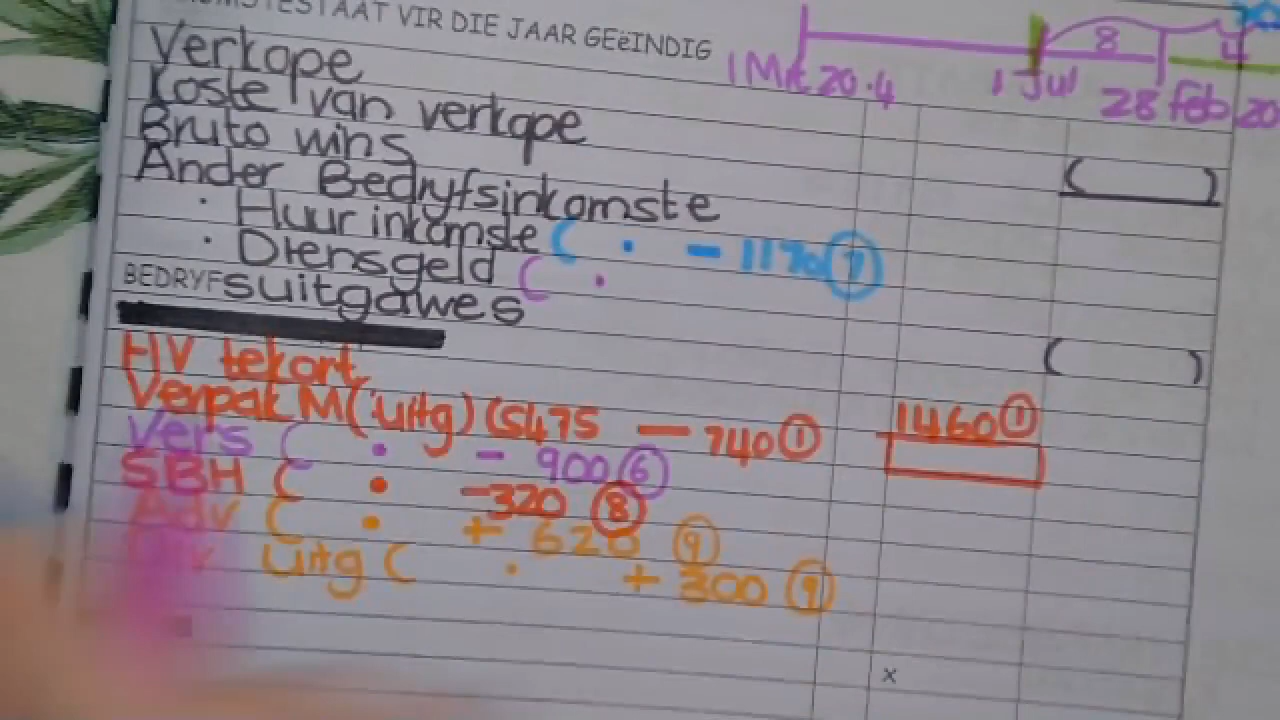 VIR DIE JAAR GEëINDIG
8
1 Mrt 20.4
1 Jul
28 feb 20
Verkope
Koste van verkope
Bruto wins
Ander Bedryfsinkomste
· Huur inkomste ( · - 1170 ⑦
· Diensgeld ( ·
BEDRYFsuitgawes
HV tekort 1460 ①
Verpak M (uitg) (5475 - 740 ①
Vers ( · - 900 ⑥
SBH ( · - 320 ⑧
Adv ( · + 620 ⑨
Div uitg ( · + 300 ⑨
x